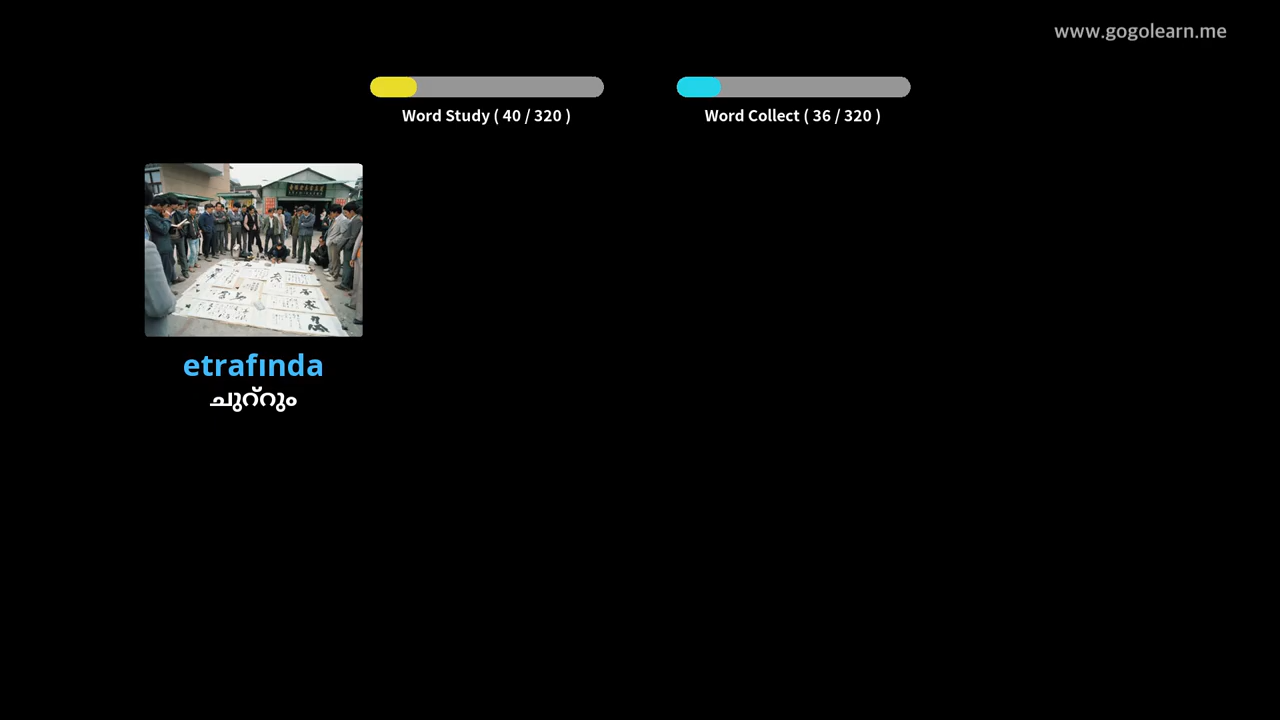 www.gogolearn.me
Word Study ( 40 / 320 )
Word Collect ( 36 / 320 )
etrafında
ചുറ്റും